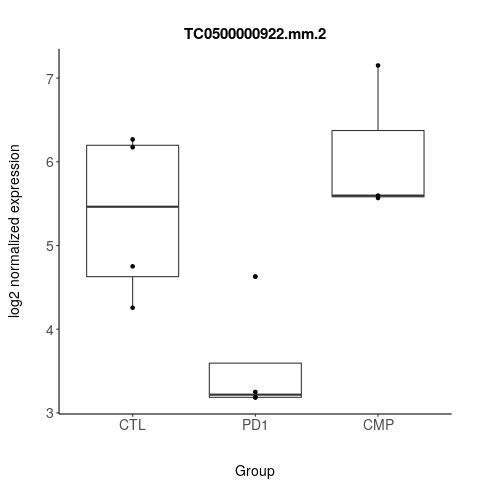 TC0500000922.mm.2
log2 normalized expression
7
6
5
4
3
CTL
PD1
CMP
Group